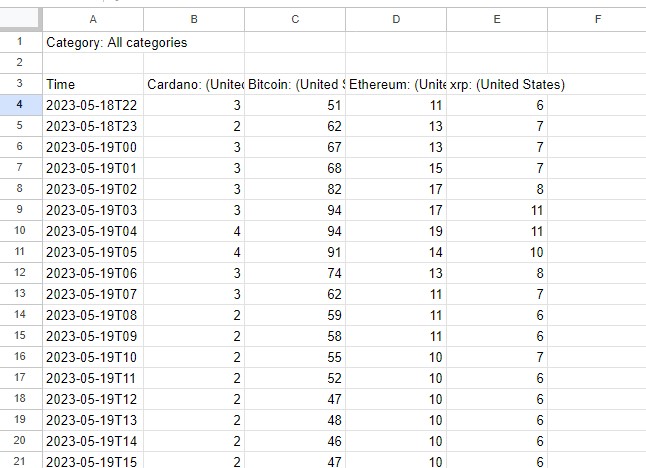 A B C D E F
1 Category: All categories
2
3 Time Cardano: (United Bitcoin: (United S Ethereum: (Unite xrp: (United States)
4 2023-05-18T22 3 51 11 6
5 2023-05-18T23 2 62 13 7
6 2023-05-19T00 3 67 13 7
7 2023-05-19T01 3 68 15 7
8 2023-05-19T02 3 82 17 8
9 2023-05-19T03 3 94 17 11
10 2023-05-19T04 4 94 19 11
11 2023-05-19T05 4 91 14 10
12 2023-05-19T06 3 74 13 8
13 2023-05-19T07 3 62 11 7
14 2023-05-19T08 2 59 11 6
15 2023-05-19T09 2 58 11 6
16 2023-05-19T10 2 55 10 7
17 2023-05-19T11 2 52 10 6
18 2023-05-19T12 2 47 10 6
19 2023-05-19T13 2 48 10 6
20 2023-05-19T14 2 46 10 6
21 2023-05-19T15 2 47 10 6